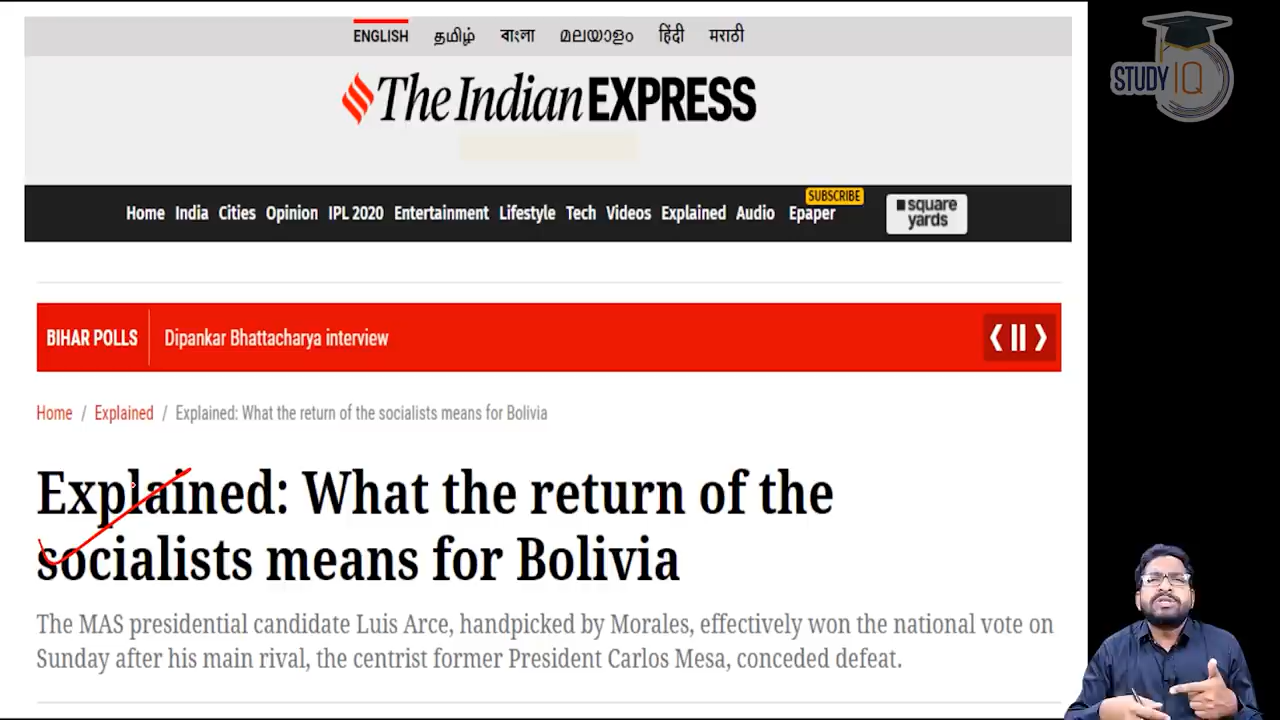 ENGLISH தமிழ் বাংলা മലയാളം हिंदी मराठी
STUDY IQ
The Indian EXPRESS
SUBSCRIBE
Home India Cities Opinion IPL 2020 Entertainment Lifestyle Tech Videos Explained Audio Epaper
square
yards
BIHAR POLLS Dipankar Bhattacharya interview
Home / Explained / Explained: What the return of the socialists means for Bolivia
Explained: What the return of the
socialists means for Bolivia
The MAS presidential candidate Luis Arce, handpicked by Morales, effectively won the national vote on
Sunday after his main rival, the centrist former President Carlos Mesa, conceded defeat.